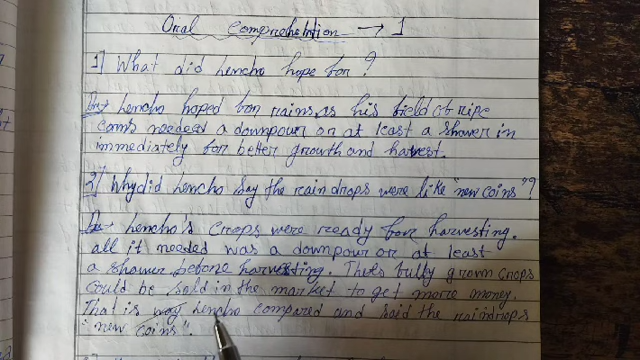 Oral Comprehension → 1
1] What did Lencho hope for?
Ans→ Lencho hoped for rains as his field of ripe
corns needed a downpour or at least a shower in
immediately for better growth and harvest.
2] Why did Lencho say the raindrops were like "new coins"?
Ans→ Lencho's crops were ready for harvesting.
all it needed was a downpour or at least
a shower before harvesting. Thus fully grown crops
could be sold in the market to get more money.
That is way Lencho compared and said the raindrops
"new coins".